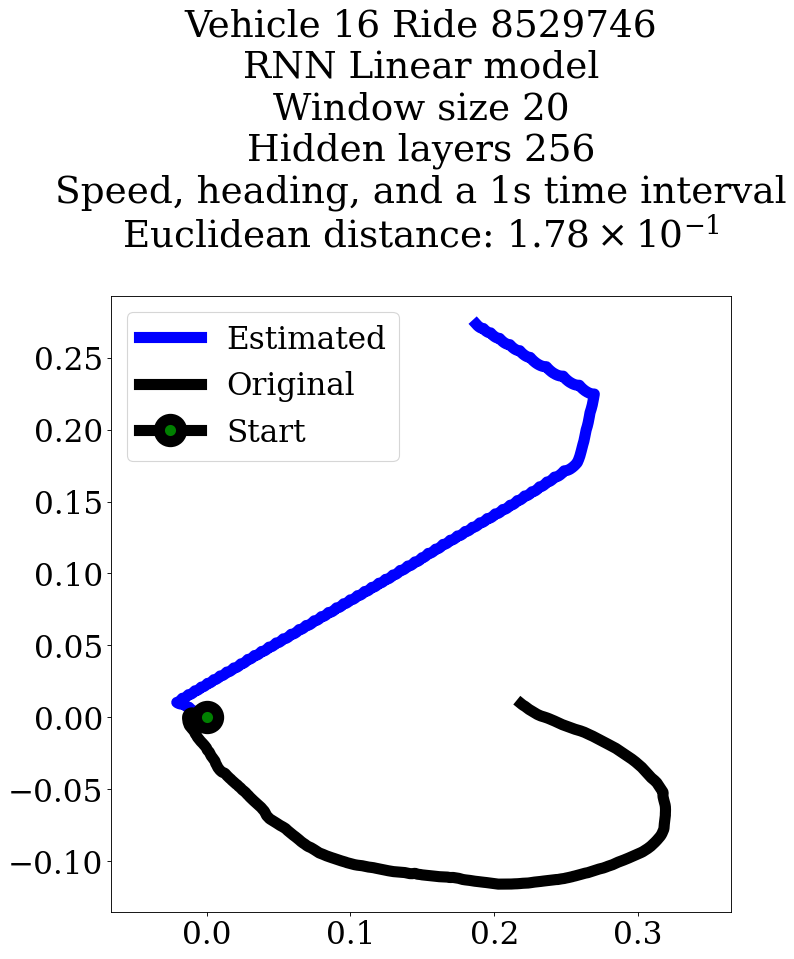 Vehicle 16 Ride 8529746
RNN Linear model
Window size 20
Hidden layers 256
Speed, heading, and a 1s time interval
Euclidean distance: 1.78 × 10⁻¹
Estimated
Original
Start
0.25
0.20
0.15
0.10
0.05
0.00
−0.05
−0.10
0.0 0.1 0.2 0.3